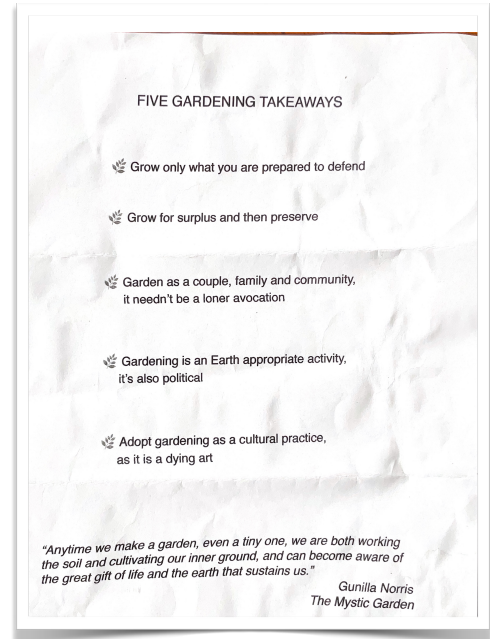 FIVE GARDENING TAKEAWAYS
Grow only what you are prepared to defend
Grow for surplus and then preserve
Garden as a couple, family and community,
it needn't be a loner avocation
Gardening is an Earth appropriate activity,
it's also political
Adopt gardening as a cultural practice,
as it is a dying art
"Anytime we make a garden, even a tiny one, we are both working
the soil and cultivating our inner ground, and can become aware of
the great gift of life and the earth that sustains us."
Gunilla Norris
The Mystic Garden